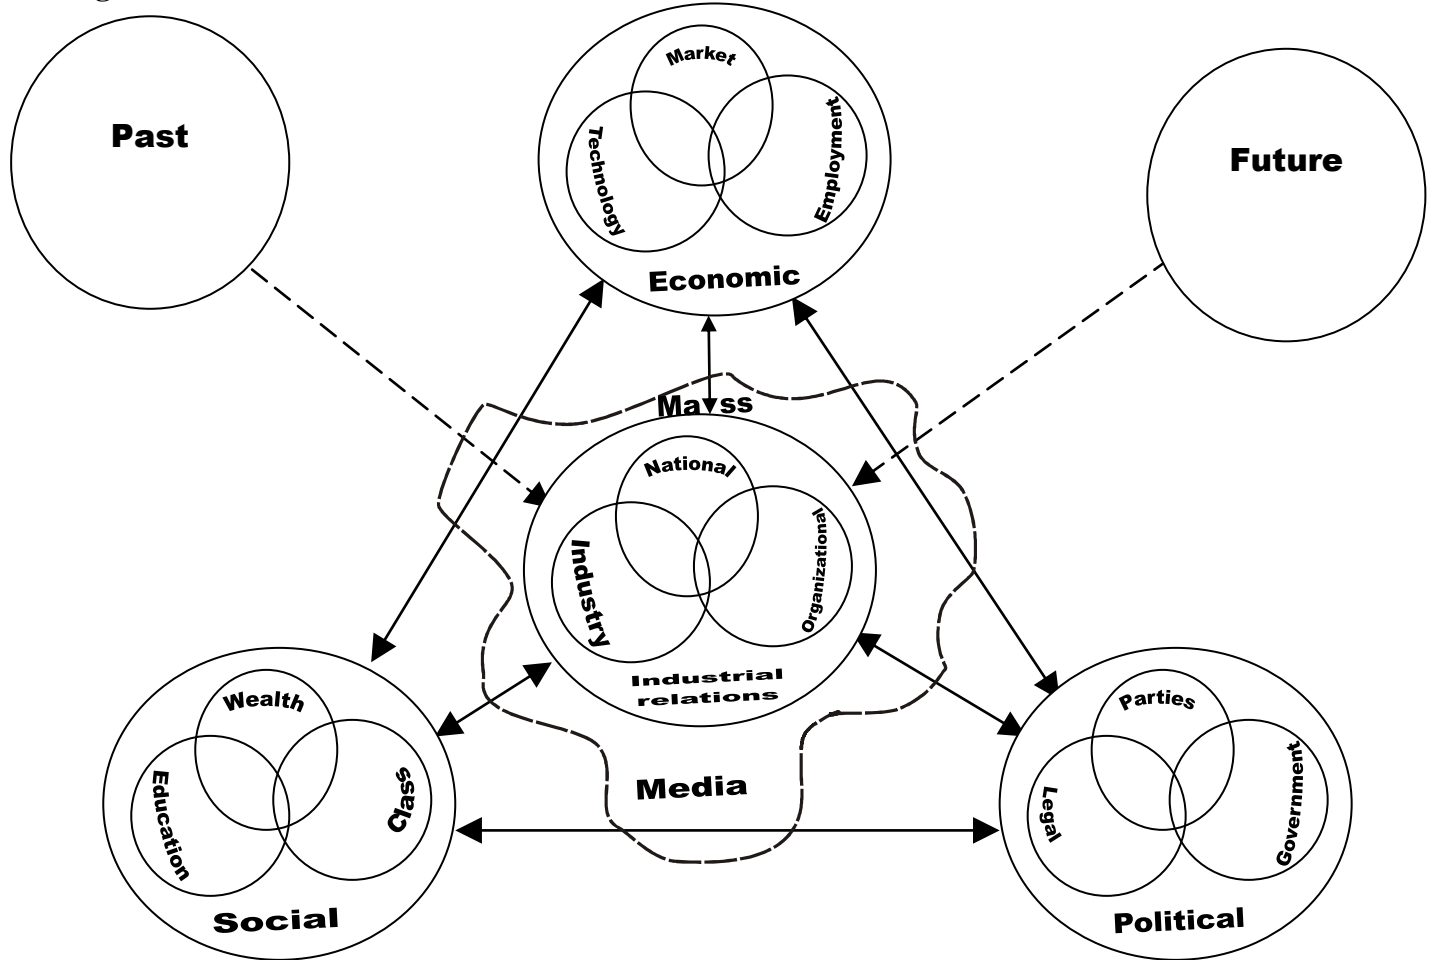 Past
Market
Technology
Employment
Economic
Future
Mass
National
Industry
Organizational
Industrial
relations
Media
Wealth
Education
Class
Social
Parties
Legal
Government
Political